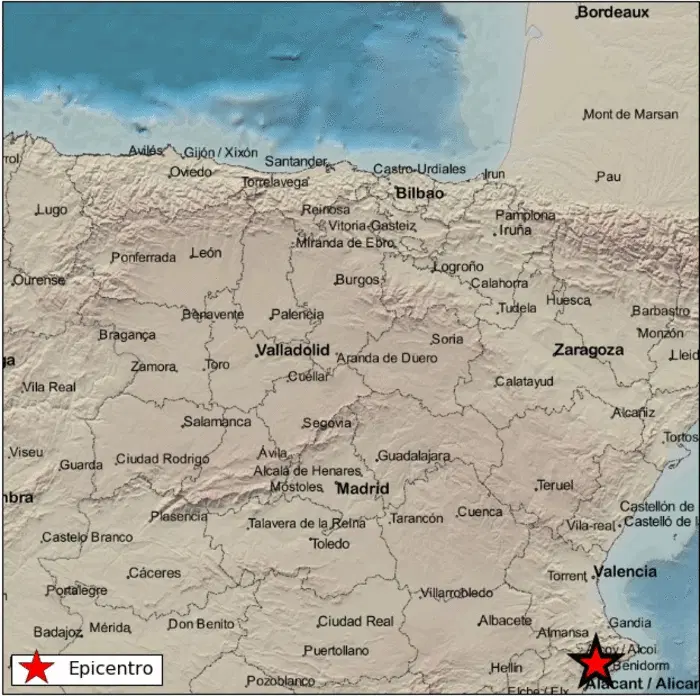 Bordeaux
Mont de Marsan
Avilés
Gijón / Xixón
Santander
Castro-Urdiales
Irun
Pau
rrol
Oviedo
Torrelavega
Bilbao
Lugo
Reinosa
Vitoria-Gasteiz
Pamplona
Iruña
Miranda de Ebro
León
Ponferrada
Logroño
Ourense
Burgos
Calahorra
Huesca
Tudela
Barbastro
Benavente
Palencia
Monzón
Bragança
Soria
Valladolid
Zaragoza
Lleid
ga
Aranda de Duero
Zamora
Toro
Cuéllar
Calatayud
Vila Real
Alcañiz
Salamanca
Segovia
Tortos
Viseu
Ávila
Guadalajara
Guarda
Ciudad Rodrigo
Alcalá de Henares
Móstoles
Madrid
Teruel
mbra
Castellón de
Plasencia
Tarancón
Cuenca
Talavera de la Reina
Vila-real
Castelló de l
Castelo Branco
Toledo
Cáceres
Torrent
Valencia
Portalegre
Villarrobledo
Badajoz
Mérida
Don Benito
Ciudad Real
Albacete
Gandia
Almansa
Puertollano
Alcoy / Alcoi
Hellín
Benidorm
Pozoblanco
Elche / Elx
Alacant / Alicar
Epicentro